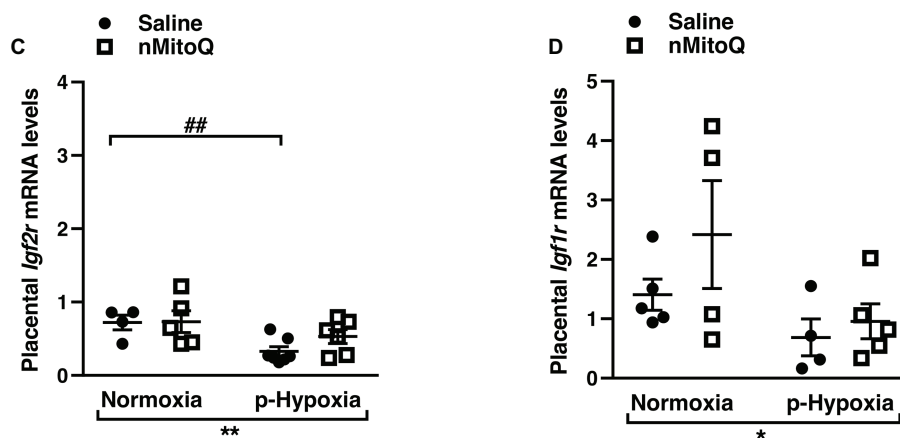 C
Saline
nMitoQ
Placental Igf2r mRNA levels
4
3
2
1
0
##
Normoxia p-Hypoxia
**
D
Saline
nMitoQ
Placental Igf1r mRNA levels
5
4
3
2
1
0
Normoxia p-Hypoxia
*